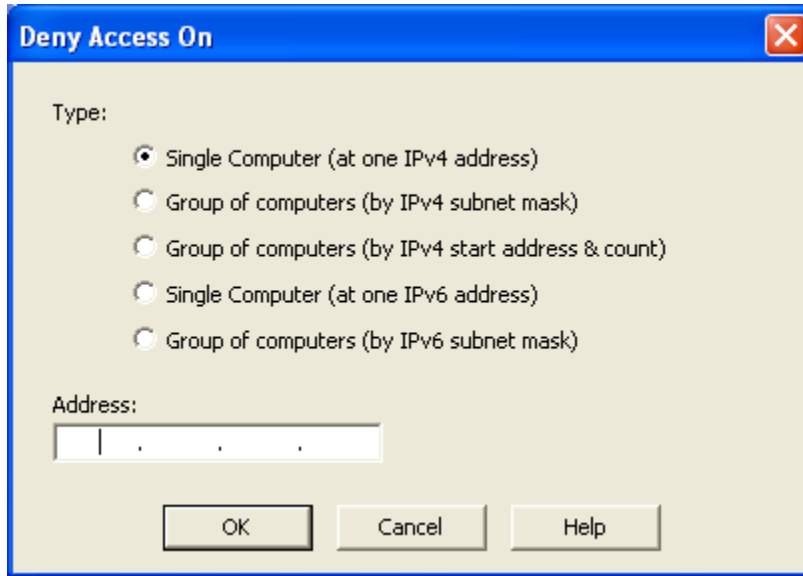 Deny Access On
Type:
Single Computer (at one IPv4 address)
Group of computers (by IPv4 subnet mask)
Group of computers (by IPv4 start address & count)
Single Computer (at one IPv6 address)
Group of computers (by IPv6 subnet mask)
Address:
. . .
OK Cancel Help